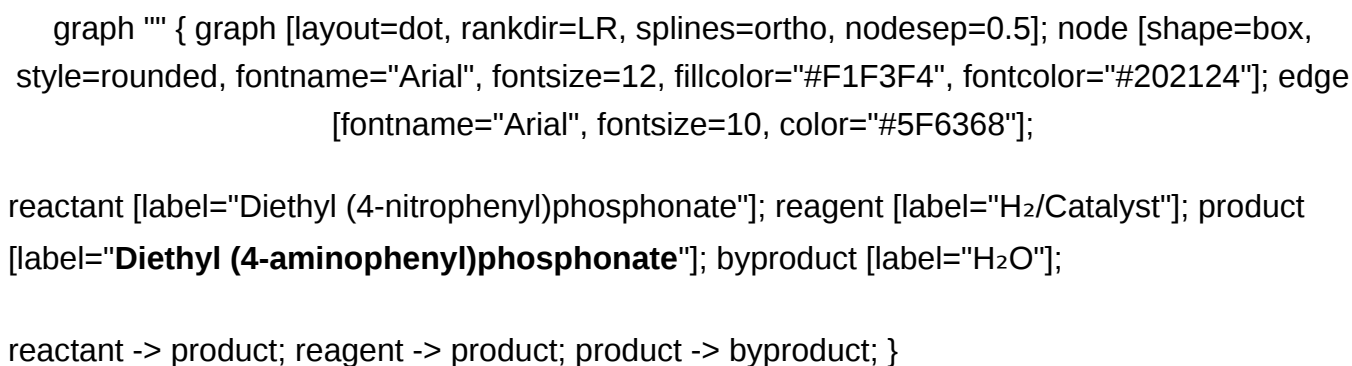 graph "" { graph [layout=dot, rankdir=LR, splines=ortho, nodesep=0.5]; node [shape=box,
style=rounded, fontname="Arial", fontsize=12, fillcolor="#F1F3F4", fontcolor="#202124"]; edge
[fontname="Arial", fontsize=10, color="#5F6368"];
reactant [label="Diethyl (4-nitrophenyl)phosphonate"]; reagent [label="H₂/Catalyst"]; product
[label="Diethyl (4-aminophenyl)phosphonate"]; byproduct [label="H₂O"];
reactant -> product; reagent -> product; product -> byproduct; }